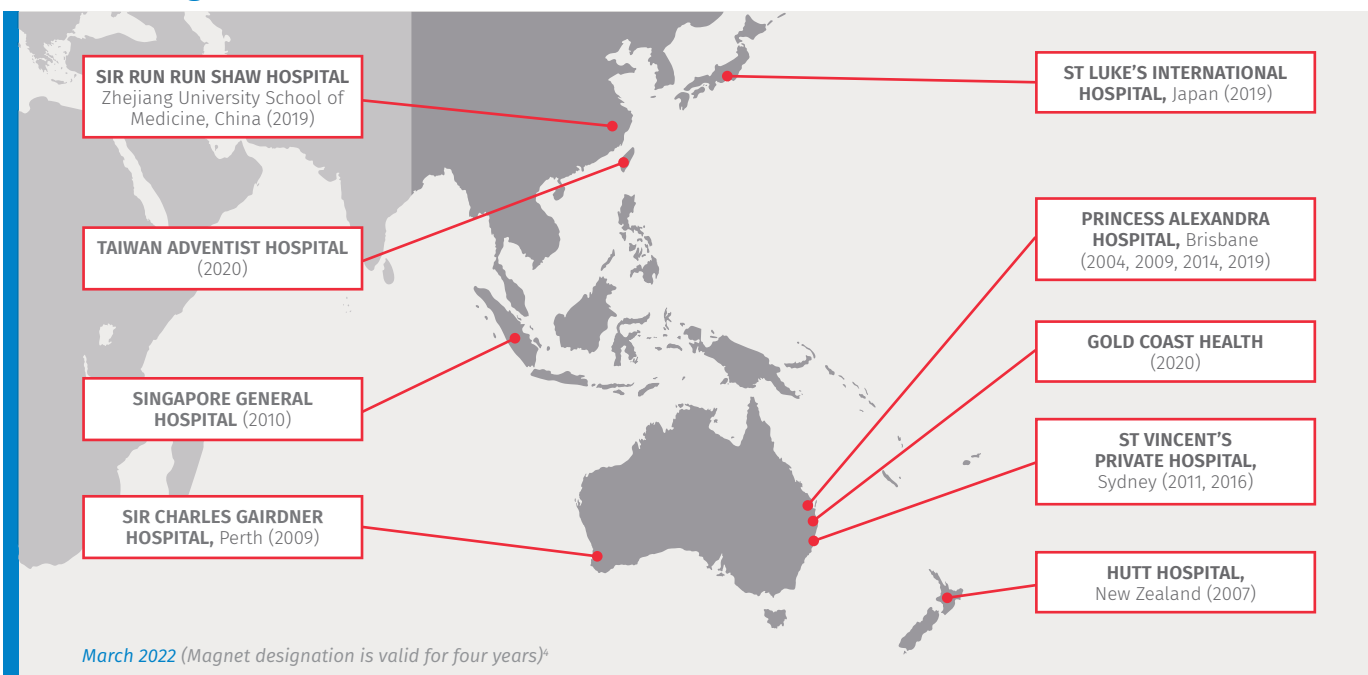 SIR RUN RUN SHAW HOSPITAL
Zhejiang University School of
Medicine, China (2019)
TAIWAN ADVENTIST HOSPITAL
(2020)
SINGAPORE GENERAL
HOSPITAL (2010)
SIR CHARLES GAIRDNER
HOSPITAL, Perth (2009)
ST LUKE’S INTERNATIONAL
HOSPITAL, Japan (2019)
PRINCESS ALEXANDRA
HOSPITAL, Brisbane
(2004, 2009, 2014, 2019)
GOLD COAST HEALTH
(2020)
ST VINCENT’S
PRIVATE HOSPITAL,
Sydney (2011, 2016)
HUTT HOSPITAL,
New Zealand (2007)
March 2022 (Magnet designation is valid for four years)⁴